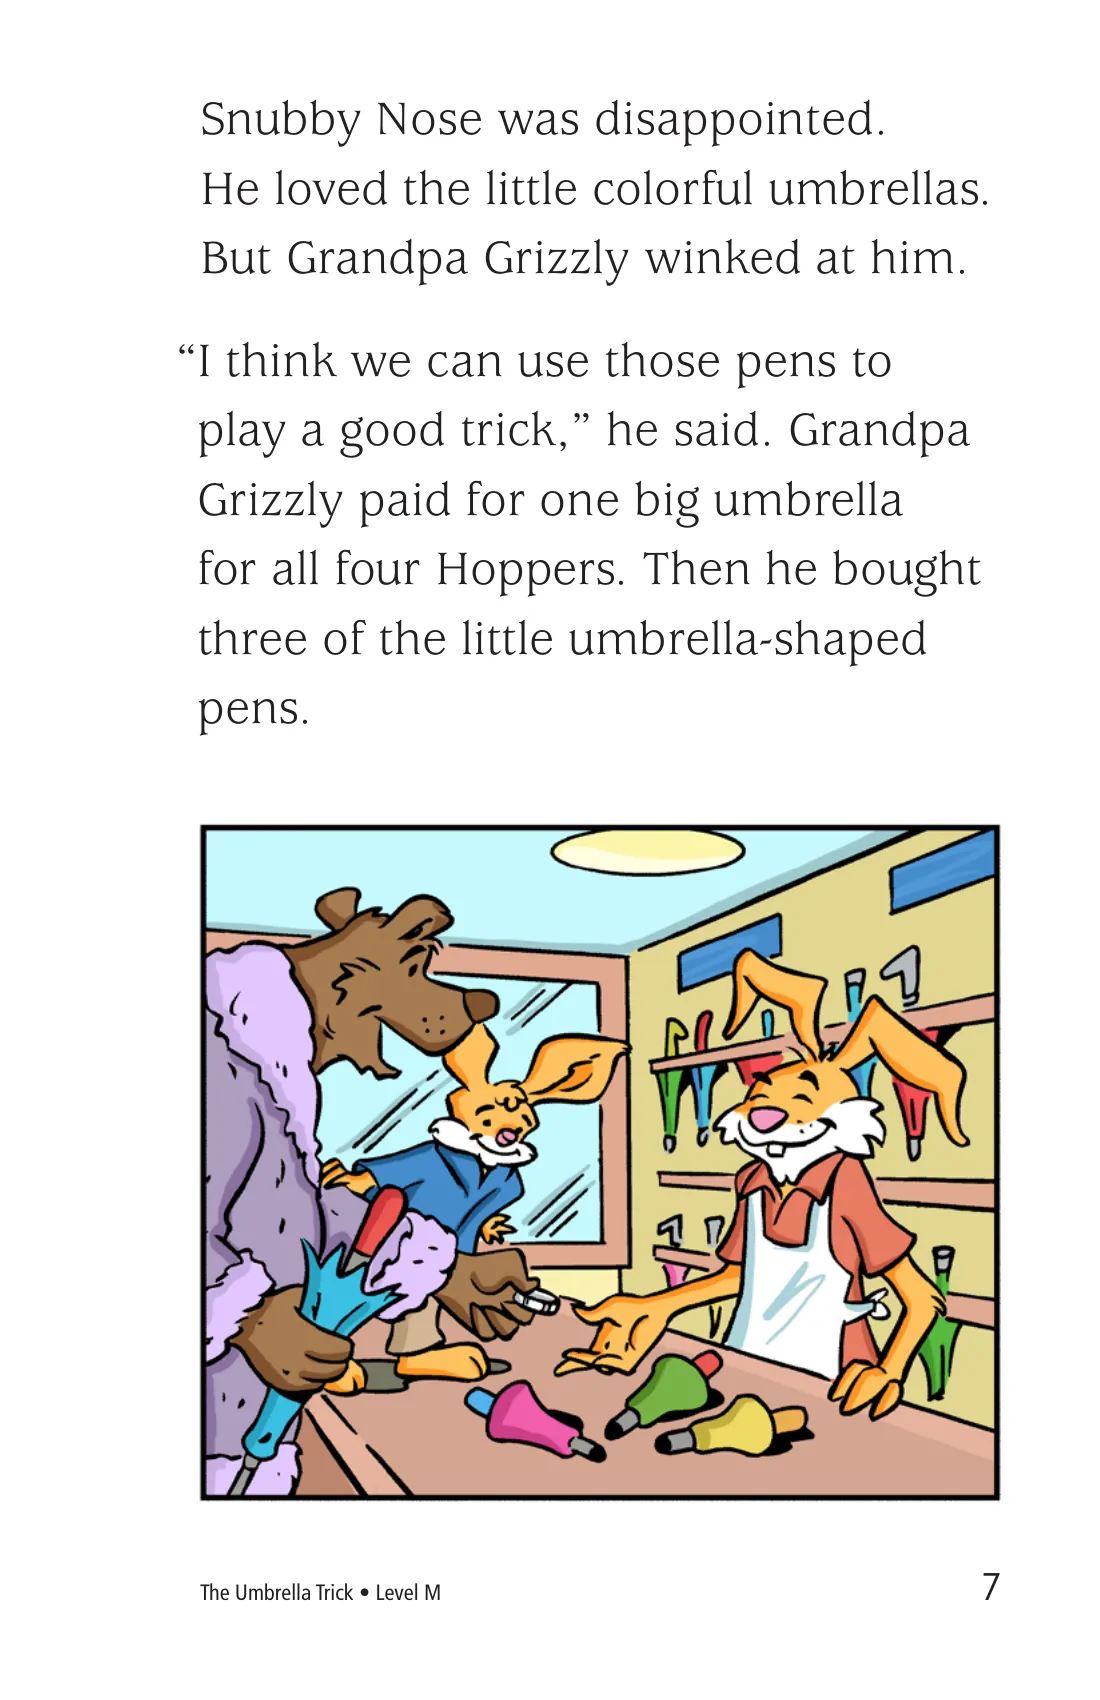 Snubby Nose was disappointed.
He loved the little colorful umbrellas.
But Grandpa Grizzly winked at him.
“I think we can use those pens to
play a good trick,” he said. Grandpa
Grizzly paid for one big umbrella
for all four Hoppers. Then he bought
three of the little umbrella-shaped
pens.
The Umbrella Trick • Level M
7